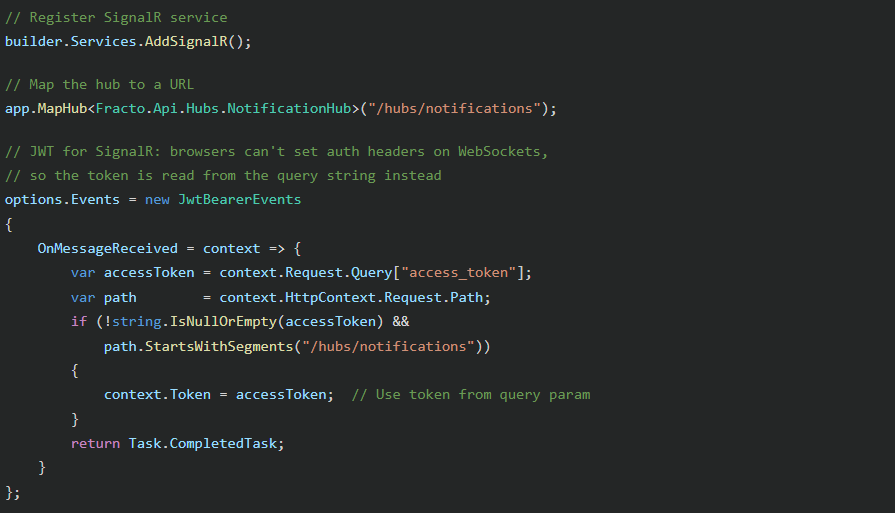 // Register SignalR service
builder.Services.AddSignalR();
// Map the hub to a URL
app.MapHub<Fracto.Api.Hubs.NotificationHub>("/hubs/notifications");
// JWT for SignalR: browsers can't set auth headers on WebSockets,
// so the token is read from the query string instead
options.Events = new JwtBearerEvents
{
    OnMessageReceived = context => {
        var accessToken = context.Request.Query["access_token"];
        var path        = context.HttpContext.Request.Path;
        if (!string.IsNullOrEmpty(accessToken) &&
            path.StartsWithSegments("/hubs/notifications"))
        {
            context.Token = accessToken;  // Use token from query param
        }
        return Task.CompletedTask;
    }
};